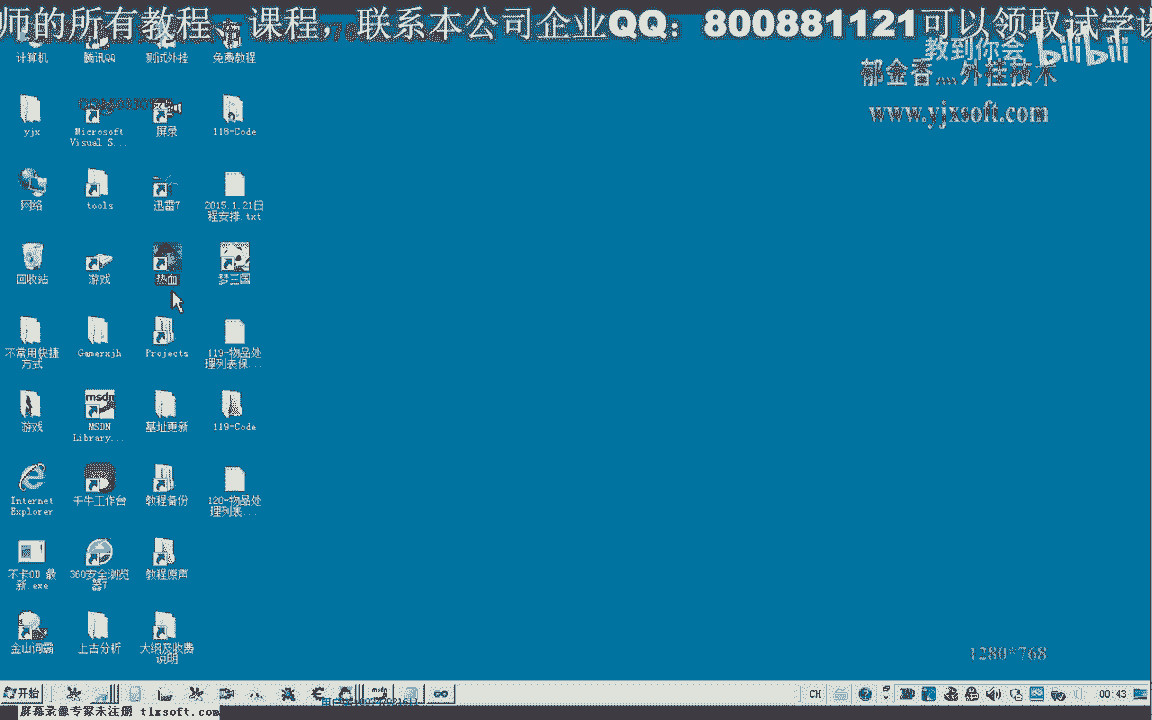 师的所有教程、课程，联系本公司企业QQ：800881121可以领取试学课
教到你会
bilibili
郁金香....外挂技术
www.yjxsoft.com
计算机
腾讯QQ
测试外挂
免费教程
yjx
Microsoft Visual S...
屏录
118-Code
网络
tools
迅雷7
2015.1.21日程安排.txt
回收站
游戏
热血
梦三国
不常用快捷方式
Gamerxjh
Projects
119-物品处理列表保...
游戏
msdn
MSDN Library...
基址更新
119-Code
Internet Explorer
千牛工作台
教程备份
120-物品处理列表...
不卡OD 最新.exe
360安全浏览器7
教程原声
金山词霸
上古分析
大纲及收费说明
1280*768
开始
msdn
CH
00:43
屏幕录像专家未注册 tlxsoft.com